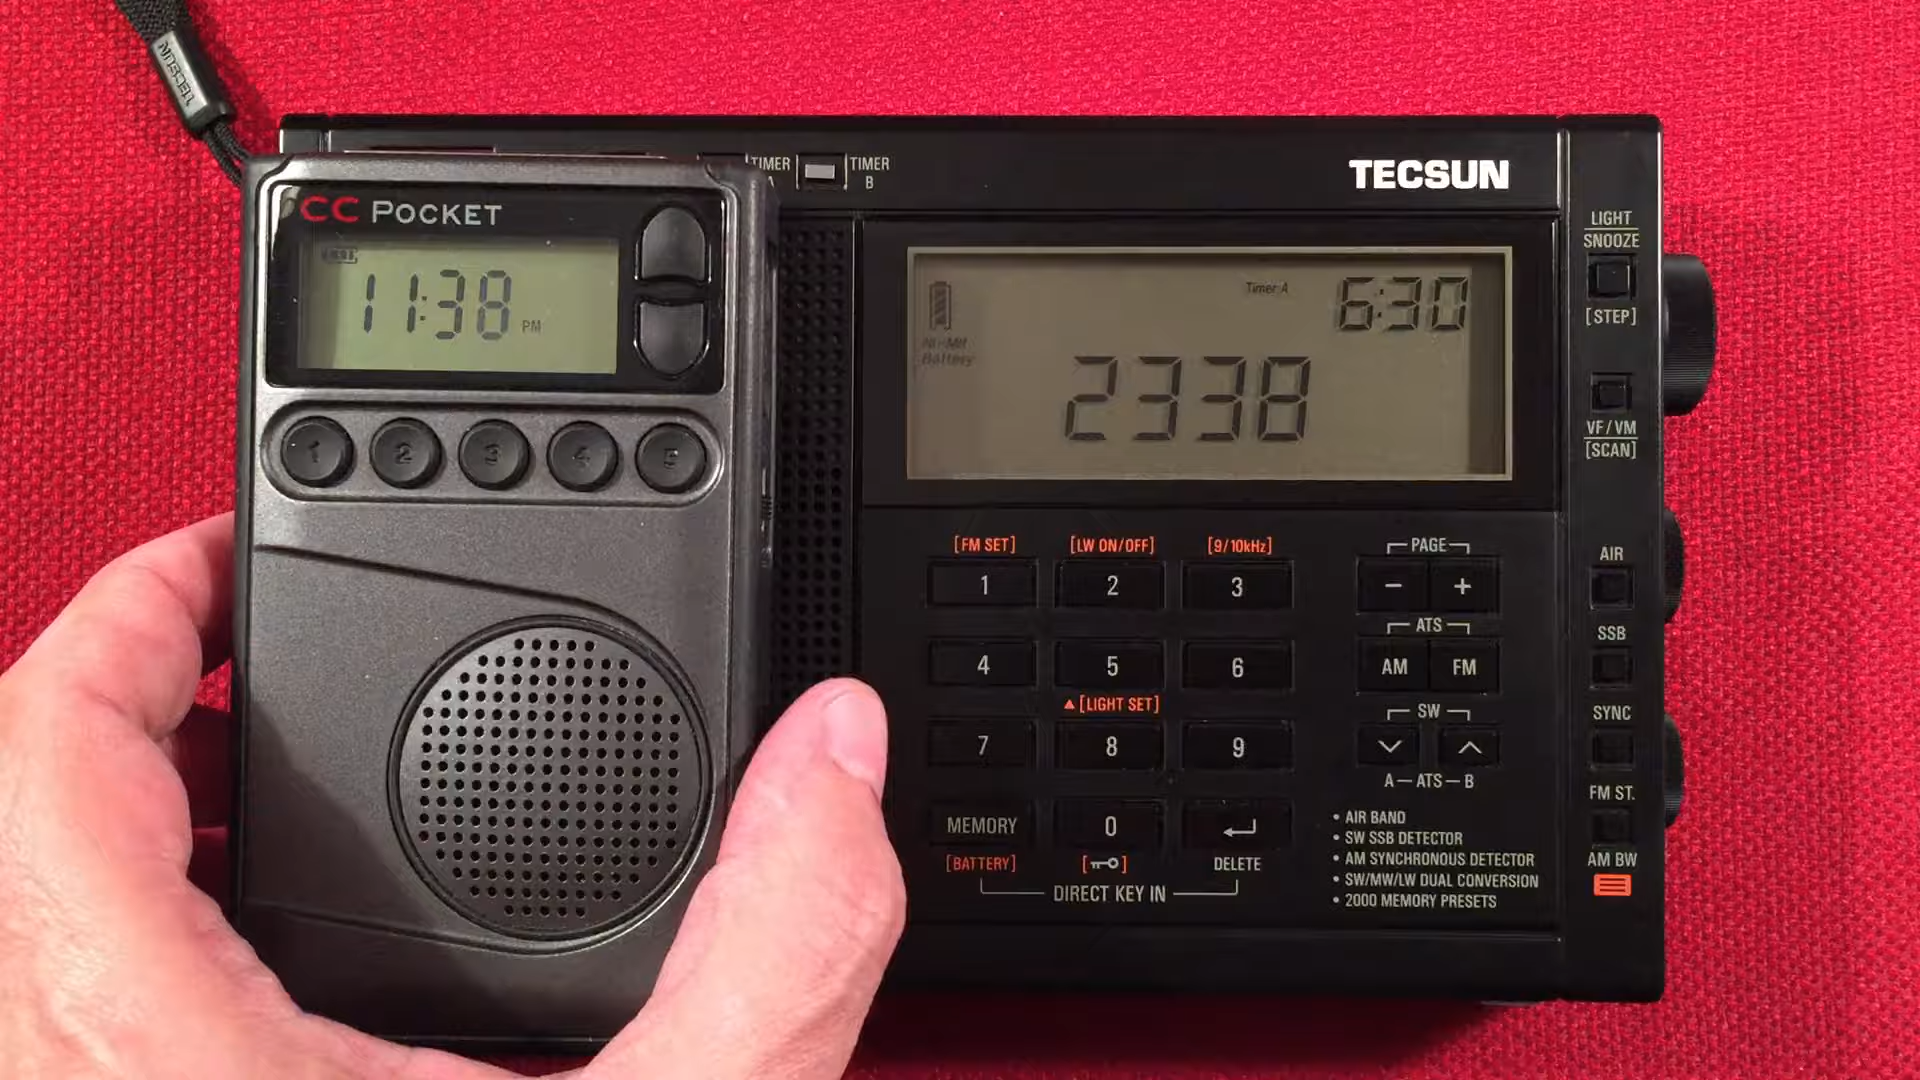 TECSUN
CC POCKET
11:38 PM
1 2 3 4 5
TIMER A
TIMER B
TECSUN
Timer A 6:30
Ni-MH
Battery
2338
[FM SET] [LW ON/OFF] [9/10kHz]
1 2 3
4 5 6
▲[LIGHT SET]
7 8 9
MEMORY 0
[BATTERY] DELETE
DIRECT KEY IN
PAGE
- +
ATS
AM FM
SW
A — ATS — B
• AIR BAND
• SW SSB DETECTOR
• AM SYNCHRONOUS DETECTOR
• SW/MW/LW DUAL CONVERSION
• 2000 MEMORY PRESETS
LIGHT
SNOOZE
[STEP]
VF/VM
[SCAN]
AIR
SSB
SYNC
FM ST.
AM BW